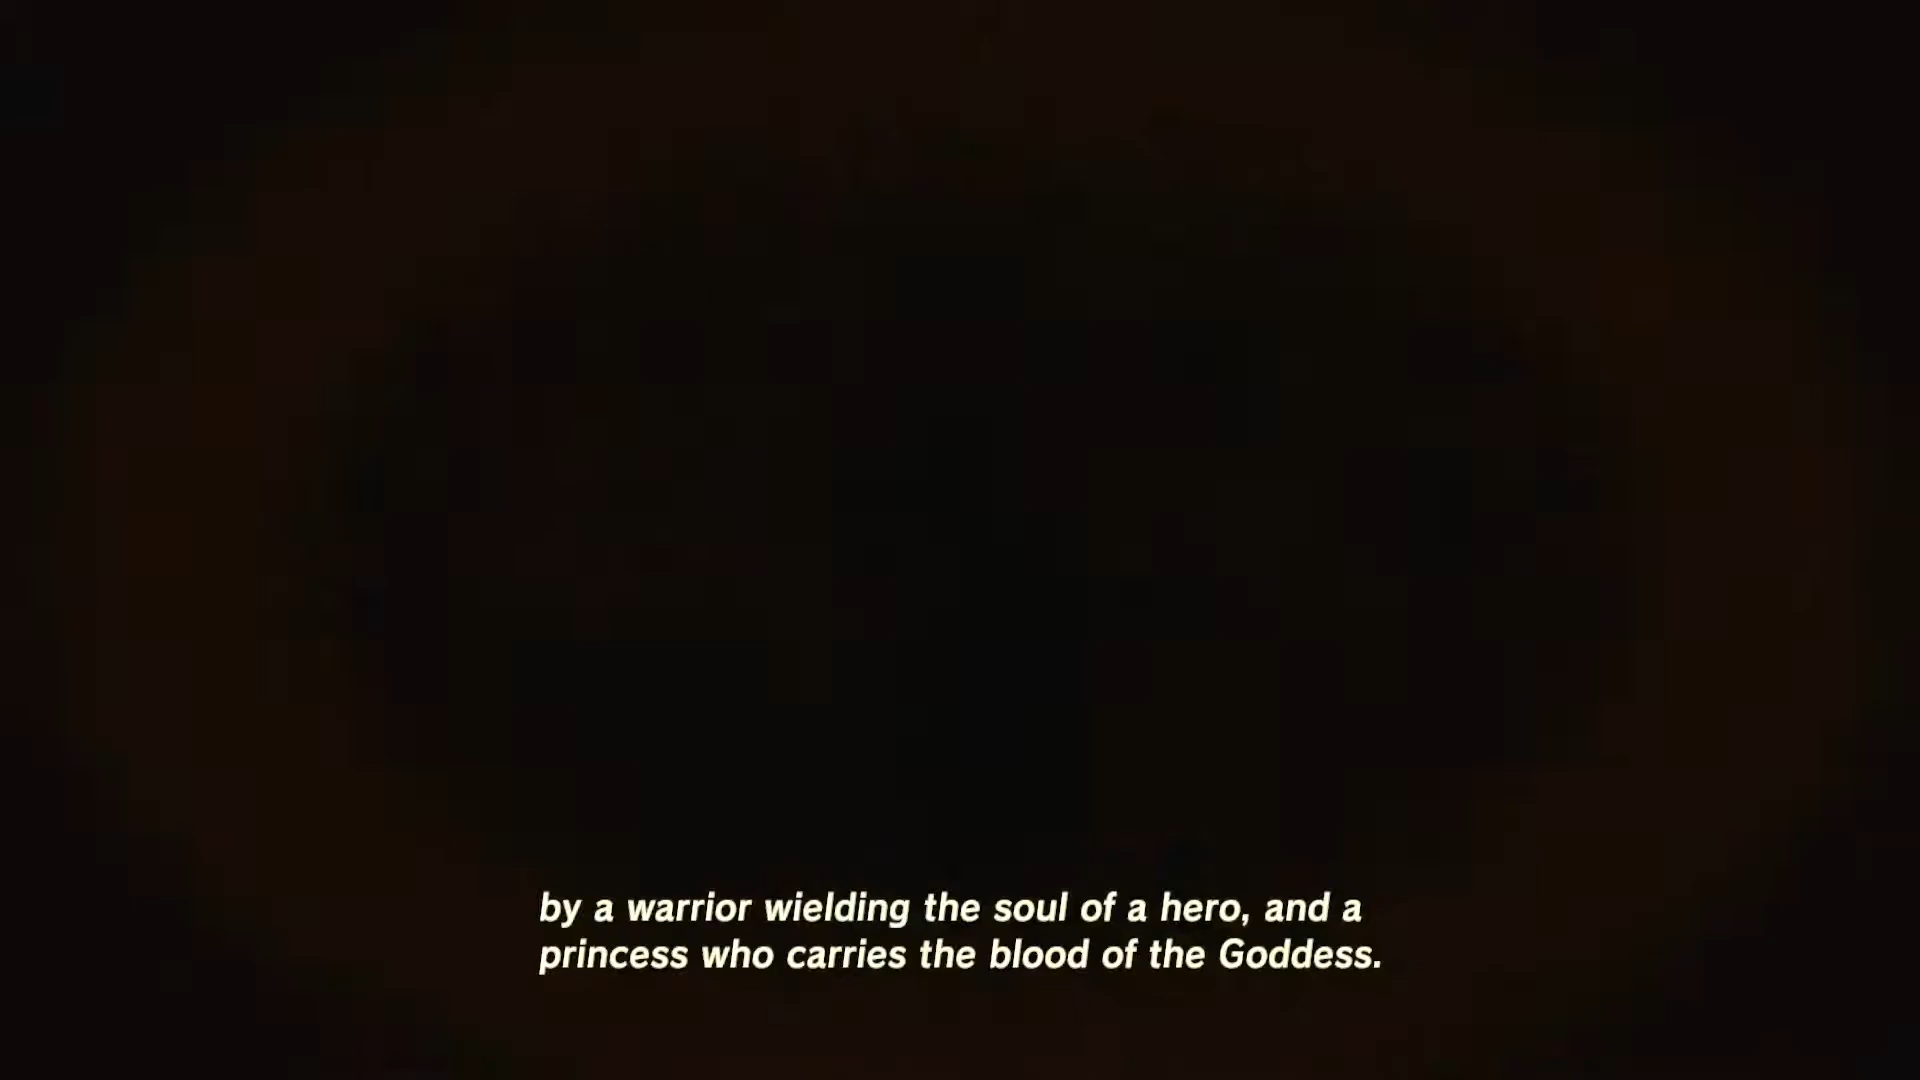 by a warrior wielding the soul of a hero, and a
princess who carries the blood of the Goddess.